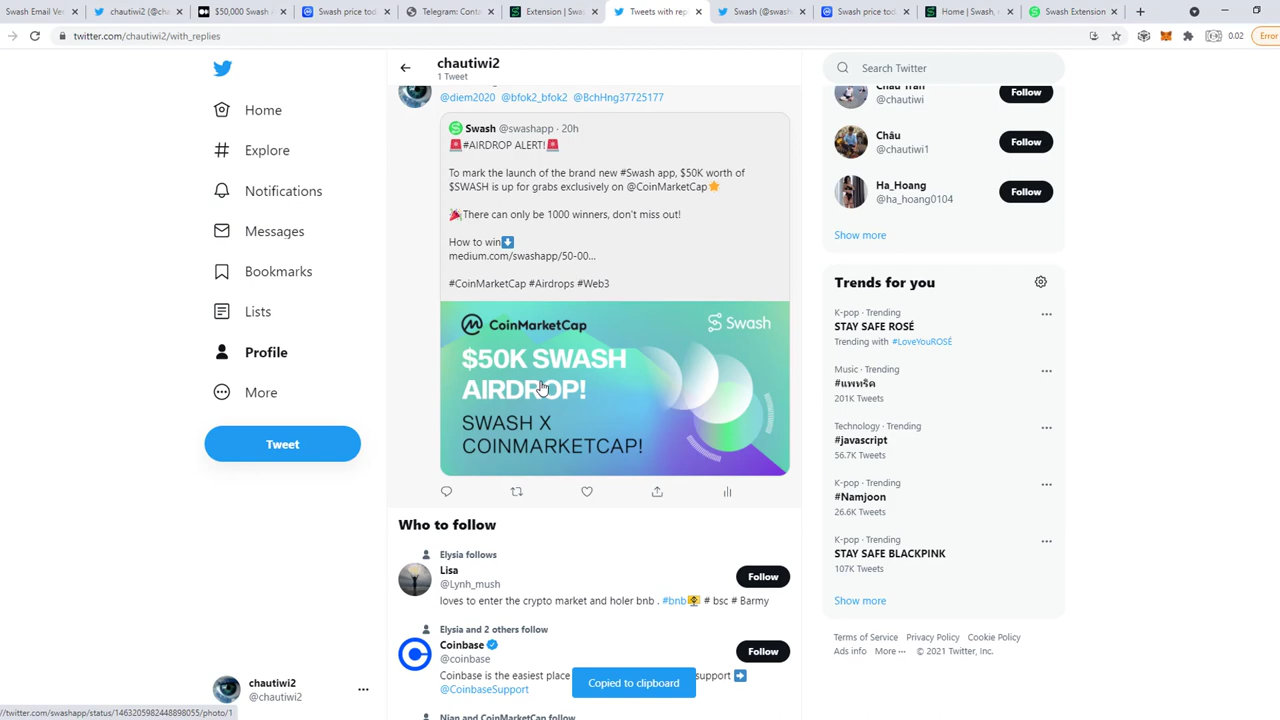 Swash Email Ver
chautiwi2 (@cha
$50,000 Swash A
Swash price tod
Telegram: Conta
Extension | Swas
Tweets with rep
Swash (@swasha
Swash price tod
Home | Swash,
Swash Extension
twitter.com/chautiwi2/with_replies
0.02
Error
chautiwi2
1 Tweet
Search Twitter
Home
Explore
Notifications
Messages
Bookmarks
Lists
Profile
More
Tweet
chautiwi2
@chautiwi2
//twitter.com/swashapp/status/1463205982448898055/photo/1
@diem2020 @bfok2_bfok2 @BchHng37725177
Swash @swashapp · 20h
🚨#AIRDROP ALERT!🚨
To mark the launch of the brand new #Swash app, $50K worth of
$SWASH is up for grabs exclusively on @CoinMarketCap⭐
🎉There can only be 1000 winners, don't miss out!
How to win⬇️
medium.com/swashapp/50-00...
#CoinMarketCap #Airdrops #Web3
CoinMarketCap
Swash
$50K SWASH
AIRDROP!
SWASH X
COINMARKETCAP!
Who to follow
Elysia follows
Lisa
@Lynh_mush
Follow
loves to enter the crypto market and holer bnb . #bnb # bsc # Barmy
Elysia and 2 others follow
Coinbase
@coinbase
Follow
Coinbase is the easiest place
support ➡️
@CoinbaseSupport
Copied to clipboard
Nian and CoinMarketCap follow
Chau Tran
@chautiwi
Follow
Châu
@chautiwi1
Follow
Ha_Hoang
@ha_hoang0104
Follow
Show more
Trends for you
K-pop · Trending
STAY SAFE ROSÉ
Trending with #LoveYouROSÉ
Music · Trending
#แพทริค
201K Tweets
Technology · Trending
#javascript
56.7K Tweets
K-pop · Trending
#Namjoon
26.6K Tweets
K-pop · Trending
STAY SAFE BLACKPINK
107K Tweets
Show more
Terms of Service Privacy Policy Cookie Policy
Ads info More ··· © 2021 Twitter, Inc.